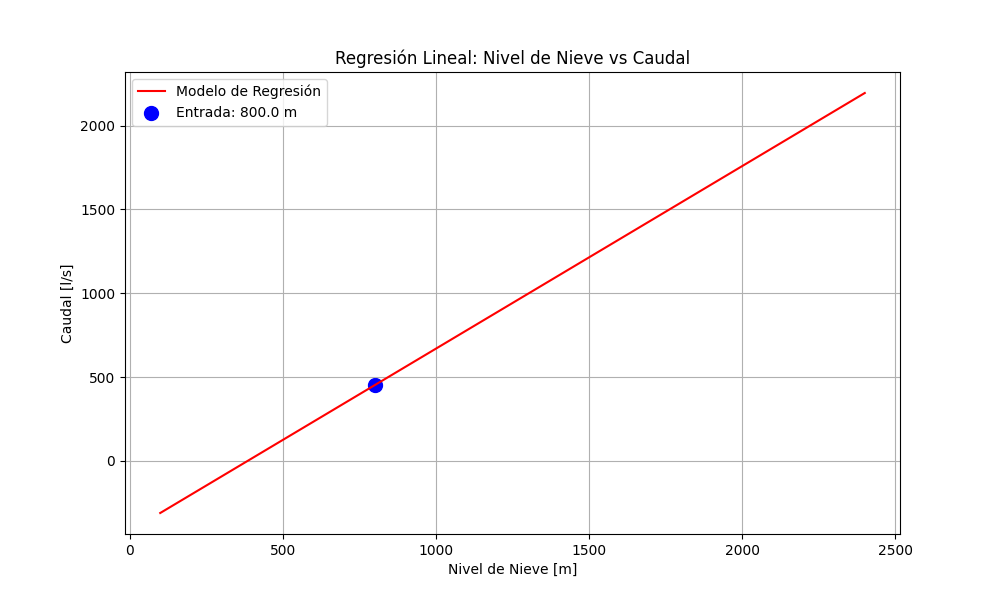 Regresión Lineal: Nivel de Nieve vs Caudal
Modelo de Regresión
Entrada: 800.0 m
2000
1500
1000
500
0
Caudal [l/s]
0 500 1000 1500 2000 2500
Nivel de Nieve [m]